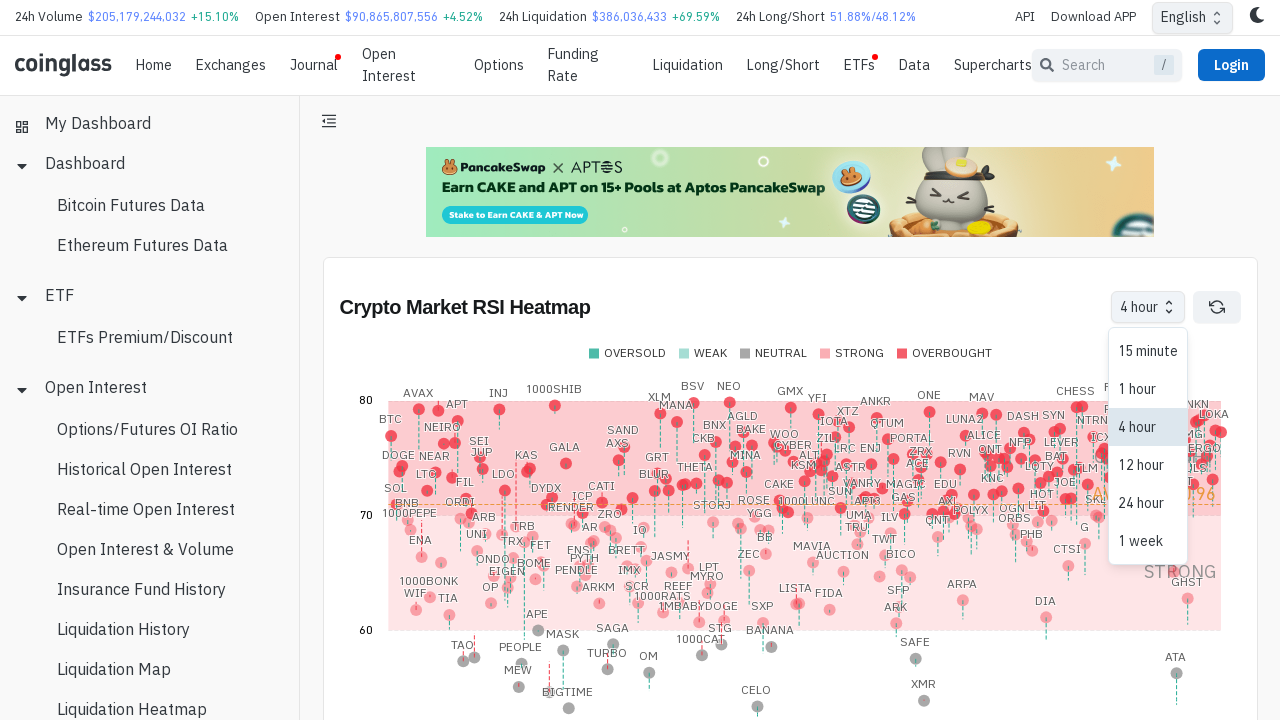 24h Volume $205,179,244,032 +15.10% Open Interest $90,865,807,556 +4.52% 24h Liquidation $386,036,433 +69.59% 24h Long/Short 51.88%/48.12% API Download APP English
coinglass Home Exchanges Journal Open Interest Options Funding Rate Liquidation Long/Short ETFs Data Supercharts Search / Login
My Dashboard
Dashboard
Bitcoin Futures Data
Ethereum Futures Data
ETF
ETFs Premium/Discount
Open Interest
Options/Futures OI Ratio
Historical Open Interest
Real-time Open Interest
Open Interest & Volume
Insurance Fund History
Liquidation History
Liquidation Map
Liquidation Heatmap
PancakeSwap X APTOS
Earn CAKE and APT on 15+ Pools at Aptos PancakeSwap
Stake to Earn CAKE & APT Now
Crypto Market RSI Heatmap
4 hour
15 minute
1 hour
4 hour
12 hour
24 hour
1 week
OVERSOLD WEAK NEUTRAL STRONG OVERBOUGHT
AVAX INJ 1000SHIB XLM BSV NEO GMX YFI ANKR ONE MAV CHESS
80
BTC APT MANA AGLD IOTA XTZ LUNA2 DASH SYN LOKA
NEIRO SEI SAND BNX BAKE WOO ZIL QTUM PORTAL ALICE NFP LEVER
DOGE NEAR JUP KAS GALA AXS GRT CKB MINA CYBER ALT LRC ENJ ZRX RVN QNT BAT
SOL LTC FIL LDO BLUR THETA KSM ASTR ACE KNC LQTY TLM
BNB ORDI DYDX ICP CATI ROSE CAKE SUN VANRY MAGIC EDU HOT JOE
1000PEPE ARB RENDER ZRO STORJ YGG 1000LUNC GAS AXL POLYX OGN LIT
70
ENA UNI TRX TRB FET AR IQ BB UMA TRU ILV ORBS PHB G
ONDO BOME PYTH BRETT JASMY ZEC MAVIA AUCTION TWT BICO CTSI STRONG
1000BONK EIGEN PENDLE IMX LPT MYRO GHST
WIF TIA OP ARKM SCR REEF LISTA FIDA SFP ARPA
APE 1000RATS 1MBABYDOGE SXP ARK DIA
60
TAO PEOPLE MASK SAGA 1000CAT STG BANANA SAFE
MEW TURBO OM XMR ATA
BIGTIME CELO